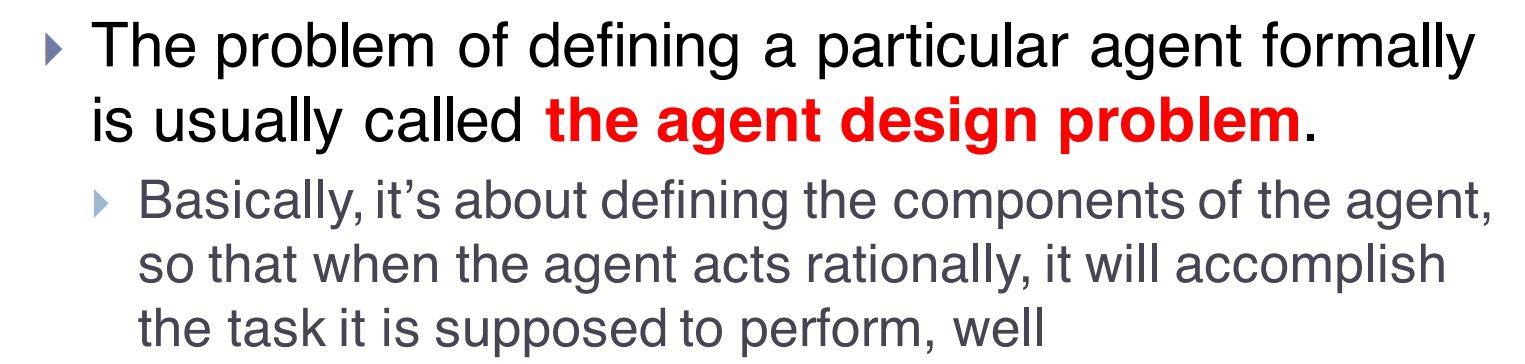 The problem of defining a particular agent formally
is usually called the agent design problem.
Basically, it’s about defining the components of the agent,
so that when the agent acts rationally, it will accomplish
the task it is supposed to perform, well